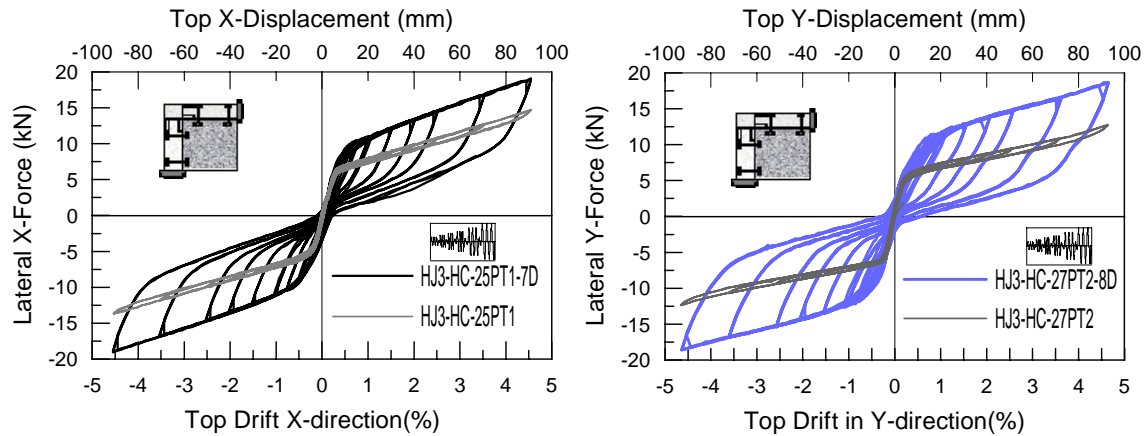 Top X-Displacement (mm)
-100 -80 -60 -40 -20 0 20 40 60 80 100
20
15
10
5
0
-5
-10
-15
-20
Lateral X-Force (kN)
HJ3-HC-25PT1-7D
HJ3-HC-25PT1
-5 -4 -3 -2 -1 0 1 2 3 4 5
Top Drift X-direction(%)
Top Y-Displacement (mm)
-100 -80 -60 -40 -20 0 20 40 60 80 100
20
15
10
5
0
-5
-10
-15
-20
Lateral Y-Force (kN)
HJ3-HC-27PT2-8D
HJ3-HC-27PT2
-5 -4 -3 -2 -1 0 1 2 3 4 5
Top Drift in Y-direction(%)